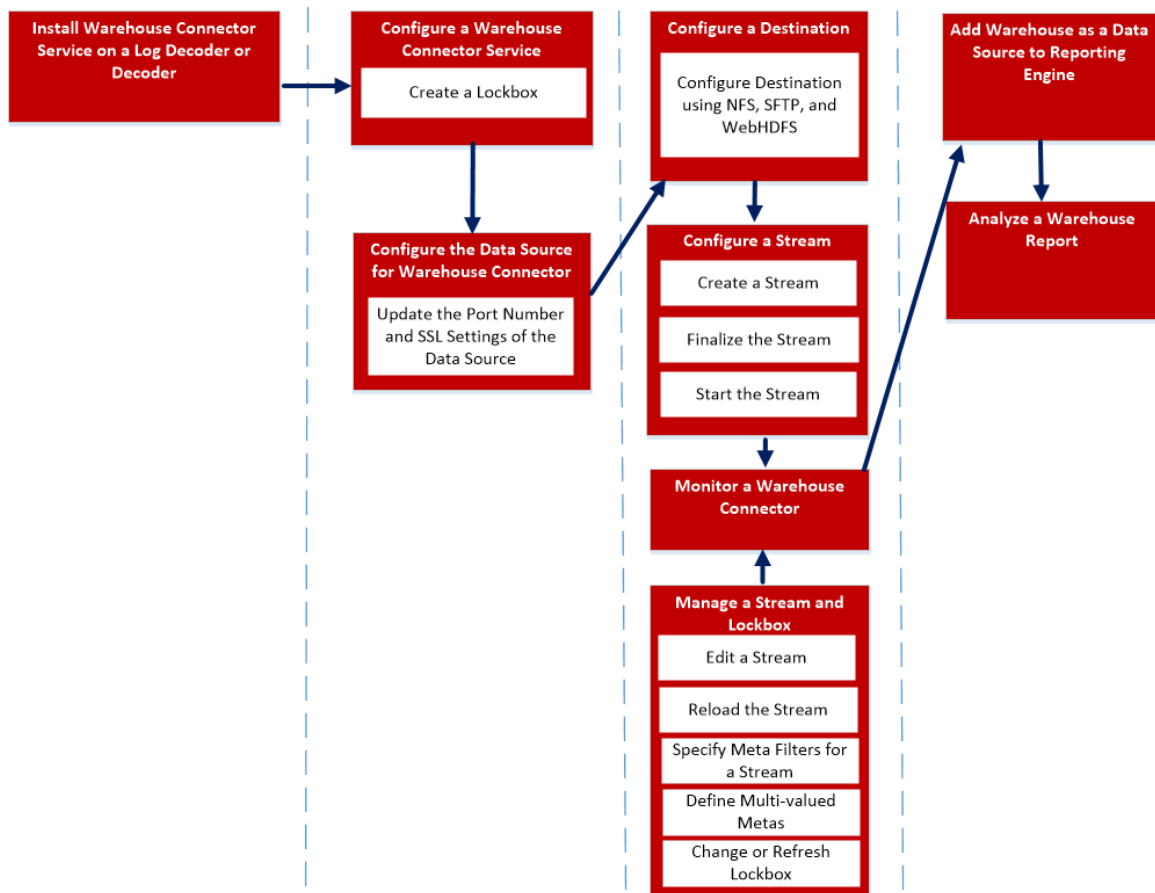 Install Warehouse Connector
Service on a Log Decoder or
Decoder
Configure a Warehouse
Connector Service
Create a Lockbox
Configure the Data Source
for Warehouse Connector
Update the Port Number
and SSL Settings of the
Data Source
Configure a Destination
Configure Destination
using NFS, SFTP, and
WebHDFS
Configure a Stream
Create a Stream
Finalize the Stream
Start the Stream
Monitor a Warehouse
Connector
Manage a Stream and
Lockbox
Edit a Stream
Reload the Stream
Specify Meta Filters for
a Stream
Define Multi-valued
Metas
Change or Refresh
Lockbox
Add Warehouse as a Data
Source to Reporting
Engine
Analyze a Warehouse
Report